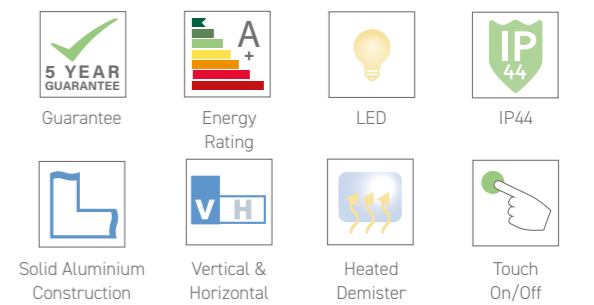 5 YEAR
GUARANTEE
Guarantee
A
+
Energy
Rating
LED
IP
44
IP44
Solid Aluminium
Construction
V H
Vertical &
Horizontal
Heated
Demister
Touch
On/Off